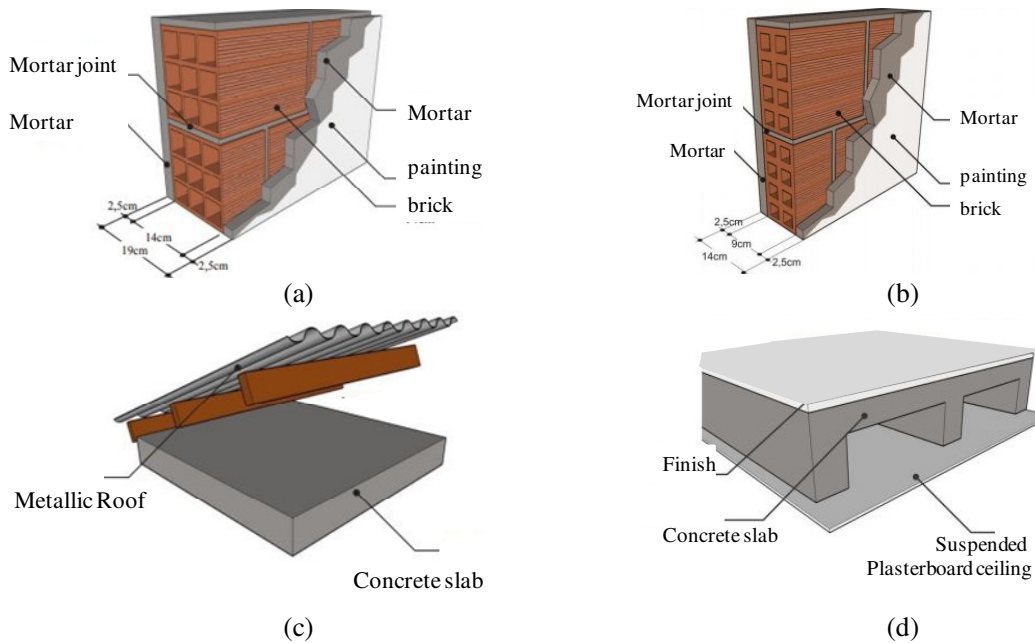 Mortar joint
Mortar
Mortar
painting
brick
2,5cm
14cm
19cm
2,5cm
(a)
Mortar joint
Mortar
Mortar
painting
brick
2,5cm
9cm
14cm
2,5cm
(b)
Metallic Roof
Concrete slab
(c)
Finish
Concrete slab
Suspended
Plasterboard ceiling
(d)